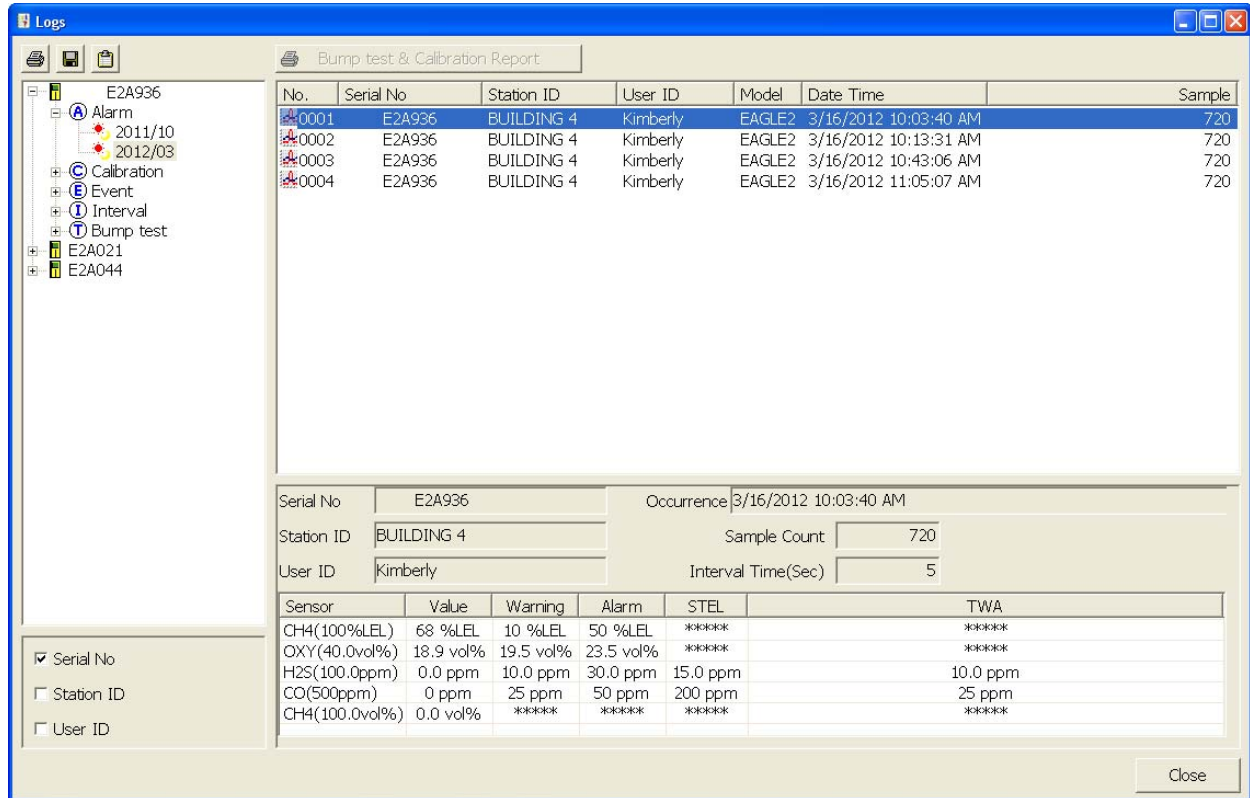 Logs
Bump test & Calibration Report
E2A936
A Alarm
2011/10
2012/03
C Calibration
E Event
I Interval
T Bump test
E2A021
E2A044
Serial No
Station ID
User ID
No. Serial No Station ID User ID Model Date Time Sample
0001 E2A936 BUILDING 4 Kimberly EAGLE2 3/16/2012 10:03:40 AM 720
0002 E2A936 BUILDING 4 Kimberly EAGLE2 3/16/2012 10:13:31 AM 720
0003 E2A936 BUILDING 4 Kimberly EAGLE2 3/16/2012 10:43:06 AM 720
0004 E2A936 BUILDING 4 Kimberly EAGLE2 3/16/2012 11:05:07 AM 720
Serial No E2A936 Occurrence 3/16/2012 10:03:40 AM
Station ID BUILDING 4 Sample Count 720
User ID Kimberly Interval Time(Sec) 5
Sensor Value Warning Alarm STEL TWA
CH4(100%LEL) 68 %LEL 10 %LEL 50 %LEL ***** *****
OXY(40.0vol%) 18.9 vol% 19.5 vol% 23.5 vol% ***** *****
H2S(100.0ppm) 0.0 ppm 10.0 ppm 30.0 ppm 15.0 ppm 10.0 ppm
CO(500ppm) 0 ppm 25 ppm 50 ppm 200 ppm 25 ppm
CH4(100.0vol%) 0.0 vol% ***** ***** ***** *****
Close